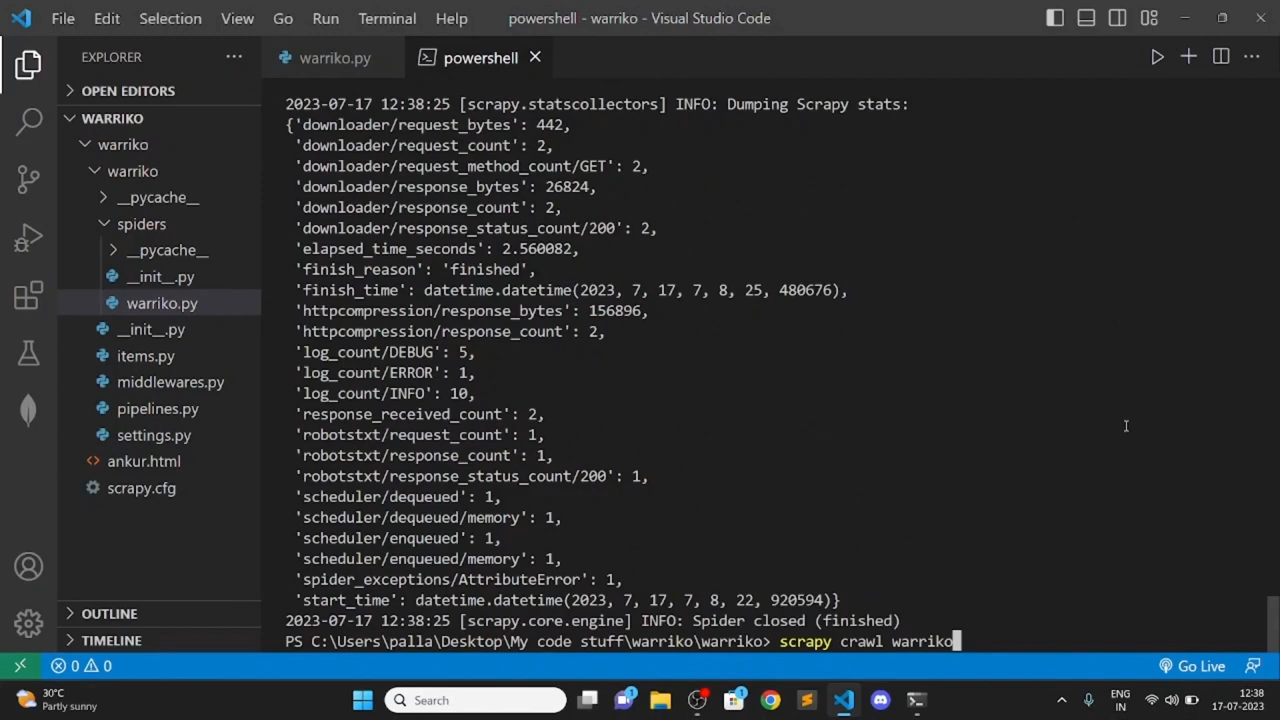 File Edit Selection View Go Run Terminal Help powershell - warriko - Visual Studio Code
EXPLORER ... warriko.py powershell
OPEN EDITORS
WARRIKO
warriko
warriko
__pycache__
spiders
__pycache__
__init__.py
warriko.py
__init__.py
items.py
middlewares.py
pipelines.py
settings.py
ankur.html
scrapy.cfg
OUTLINE
TIMELINE
2023-07-17 12:38:25 [scrapy.statscollectors] INFO: Dumping Scrapy stats:
{'downloader/request_bytes': 442,
'downloader/request_count': 2,
'downloader/request_method_count/GET': 2,
'downloader/response_bytes': 26824,
'downloader/response_count': 2,
'downloader/response_status_count/200': 2,
'elapsed_time_seconds': 2.560082,
'finish_reason': 'finished',
'finish_time': datetime.datetime(2023, 7, 17, 7, 8, 25, 480676),
'httpcompression/response_bytes': 156896,
'httpcompression/response_count': 2,
'log_count/DEBUG': 5,
'log_count/ERROR': 1,
'log_count/INFO': 10,
'response_received_count': 2,
'robotstxt/request_count': 1,
'robotstxt/response_count': 1,
'robotstxt/response_status_count/200': 1,
'scheduler/dequeued': 1,
'scheduler/dequeued/memory': 1,
'scheduler/enqueued': 1,
'scheduler/enqueued/memory': 1,
'spider_exceptions/AttributeError': 1,
'start_time': datetime.datetime(2023, 7, 17, 7, 8, 22, 920594)}
2023-07-17 12:38:25 [scrapy.core.engine] INFO: Spider closed (finished)
PS C:\Users\palla\Desktop\My code stuff\warriko\warriko> scrapy crawl warriko
0 0 Go Live
30°C
Partly sunny
Search
1
1
ENG
IN
12:38
17-07-2023